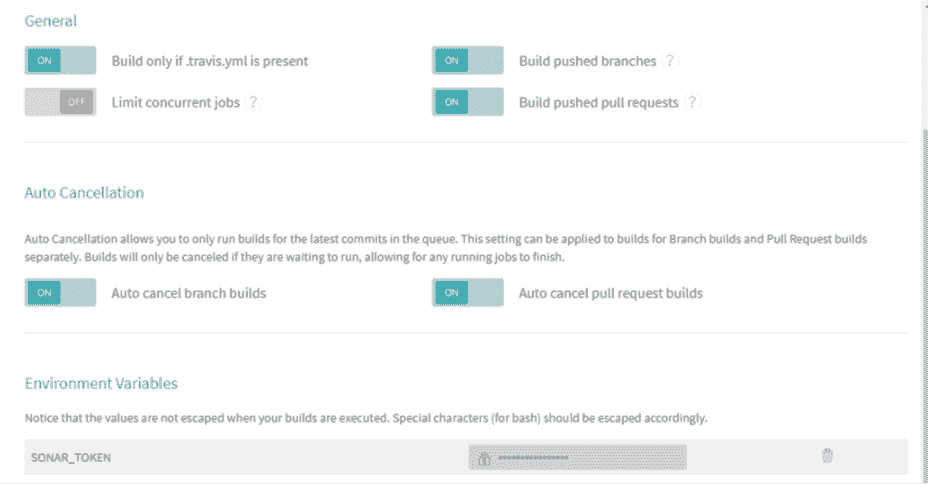 General
ON Build only if .travis.yml is present ON Build pushed branches ?
OFF Limit concurrent jobs ? ON Build pushed pull requests ?
Auto Cancellation
Auto Cancellation allows you to only run builds for the latest commits in the queue. This setting can be applied to builds for Branch builds and Pull Request builds
separately. Builds will only be canceled if they are waiting to run, allowing for any running jobs to finish.
ON Auto cancel branch builds ON Auto cancel pull request builds
Environment Variables
Notice that the values are not escaped when your builds are executed. Special characters (for bash) should be escaped accordingly.
SONAR_TOKEN ••••••••••••••••